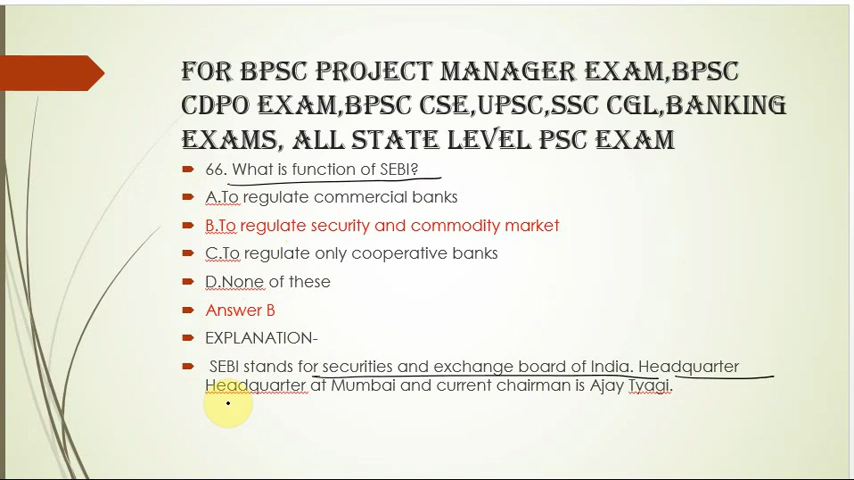 FOR BPSC PROJECT MANAGER EXAM,BPSC
CDPO EXAM,BPSC CSE,UPSC,SSC CGL,BANKING
EXAMS, ALL STATE LEVEL PSC EXAM
66. What is function of SEBI?
A.To regulate commercial banks
B.To regulate security and commodity market
C.To regulate only cooperative banks
D.None of these
Answer B
EXPLANATION-
SEBI stands for securities and exchange board of India. Headquarter
Headquarter at Mumbai and current chairman is Ajay Tyagi.